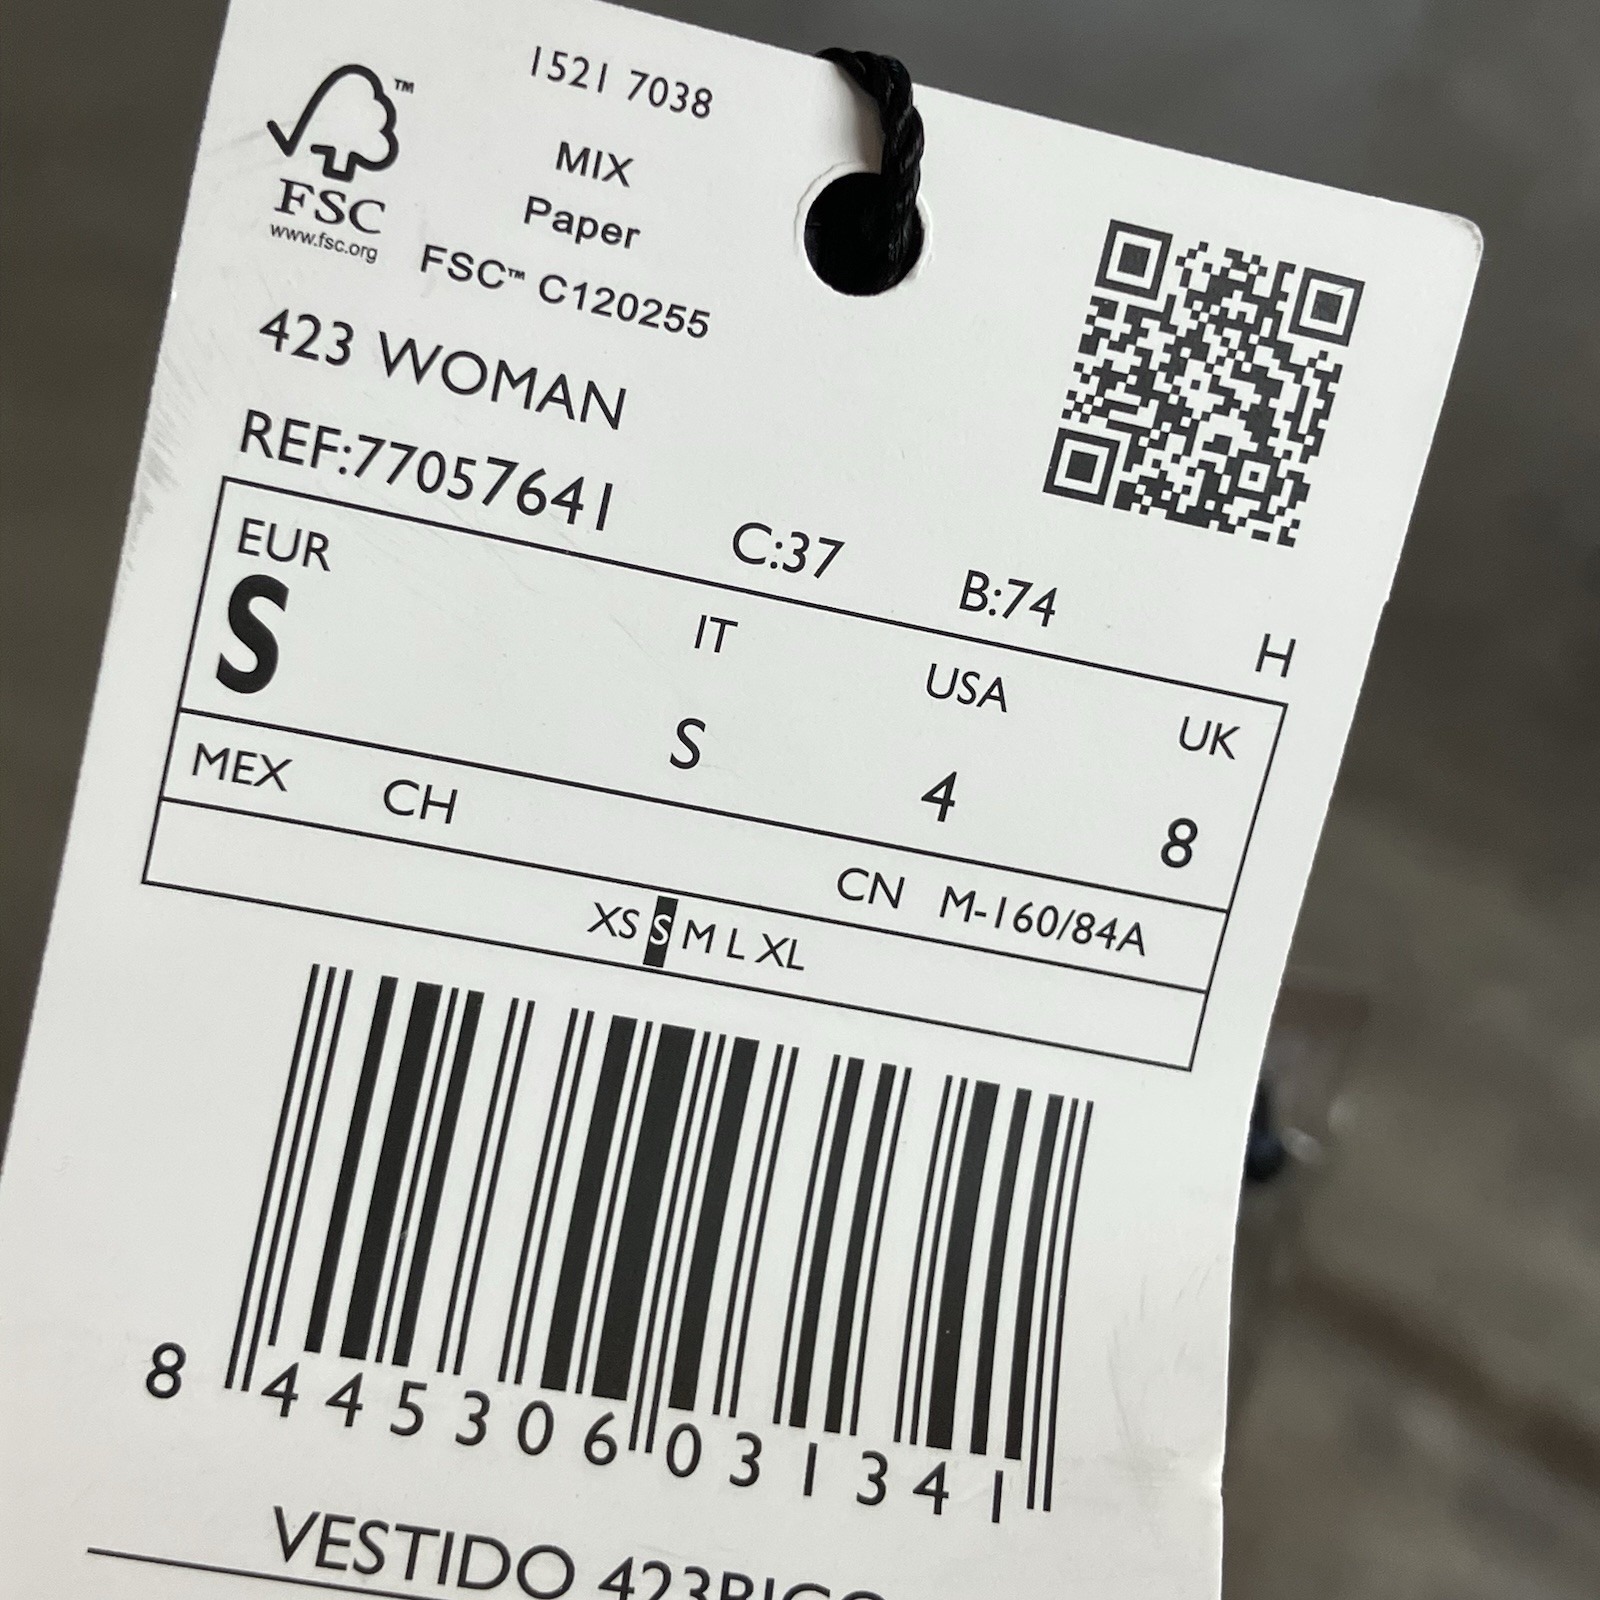 1521 7038
MIX
Paper
FSC™ C120255
™
FSC
www.fsc.org
423 WOMAN
REF:77057641 C:37 B:74 H
EUR IT USA UK
S S 4 8
MEX CH CN M-160/84A
XS S M L XL
8 445306 031341
VESTIDO